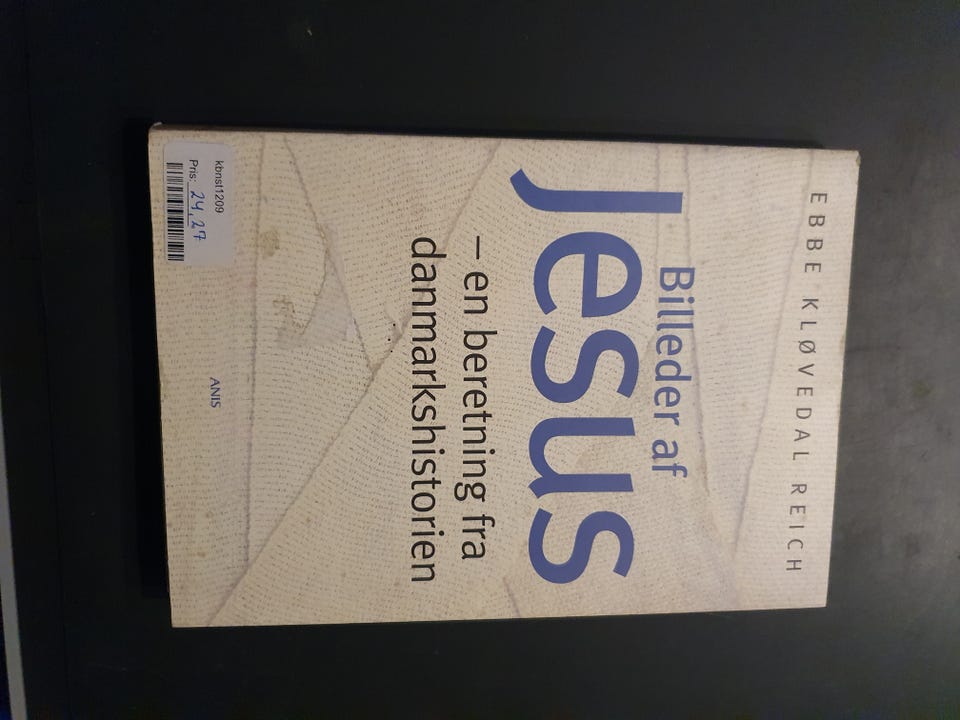 EBBE KLØVEDAL REICH
Billeder af
Jesus
– en beretning fra
danmarkshistorien
ANIS
kbnst1209
Pris: 24,27